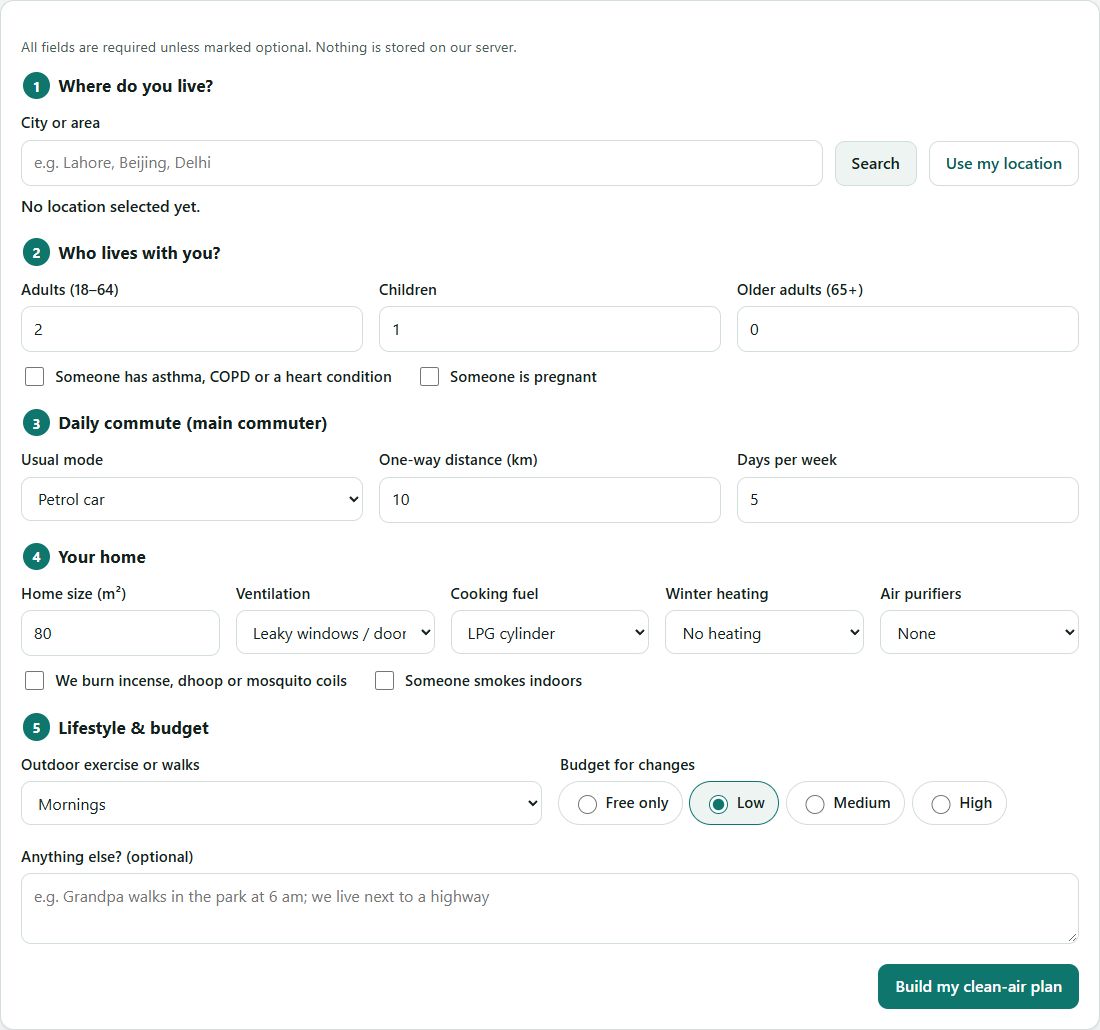 All fields are required unless marked optional. Nothing is stored on our server.
1 Where do you live?
City or area
e.g. Lahore, Beijing, Delhi
Search
Use my location
No location selected yet.
2 Who lives with you?
Adults (18–64)
Children
Older adults (65+)
2
1
0
Someone has asthma, COPD or a heart condition
Someone is pregnant
3 Daily commute (main commuter)
Usual mode
One-way distance (km)
Days per week
Petrol car
10
5
4 Your home
Home size (m²)
Ventilation
Cooking fuel
Winter heating
Air purifiers
80
Leaky windows / door
LPG cylinder
No heating
None
We burn incense, dhoop or mosquito coils
Someone smokes indoors
5 Lifestyle & budget
Outdoor exercise or walks
Budget for changes
Mornings
Free only
Low
Medium
High
Anything else? (optional)
e.g. Grandpa walks in the park at 6 am; we live next to a highway
Build my clean-air plan